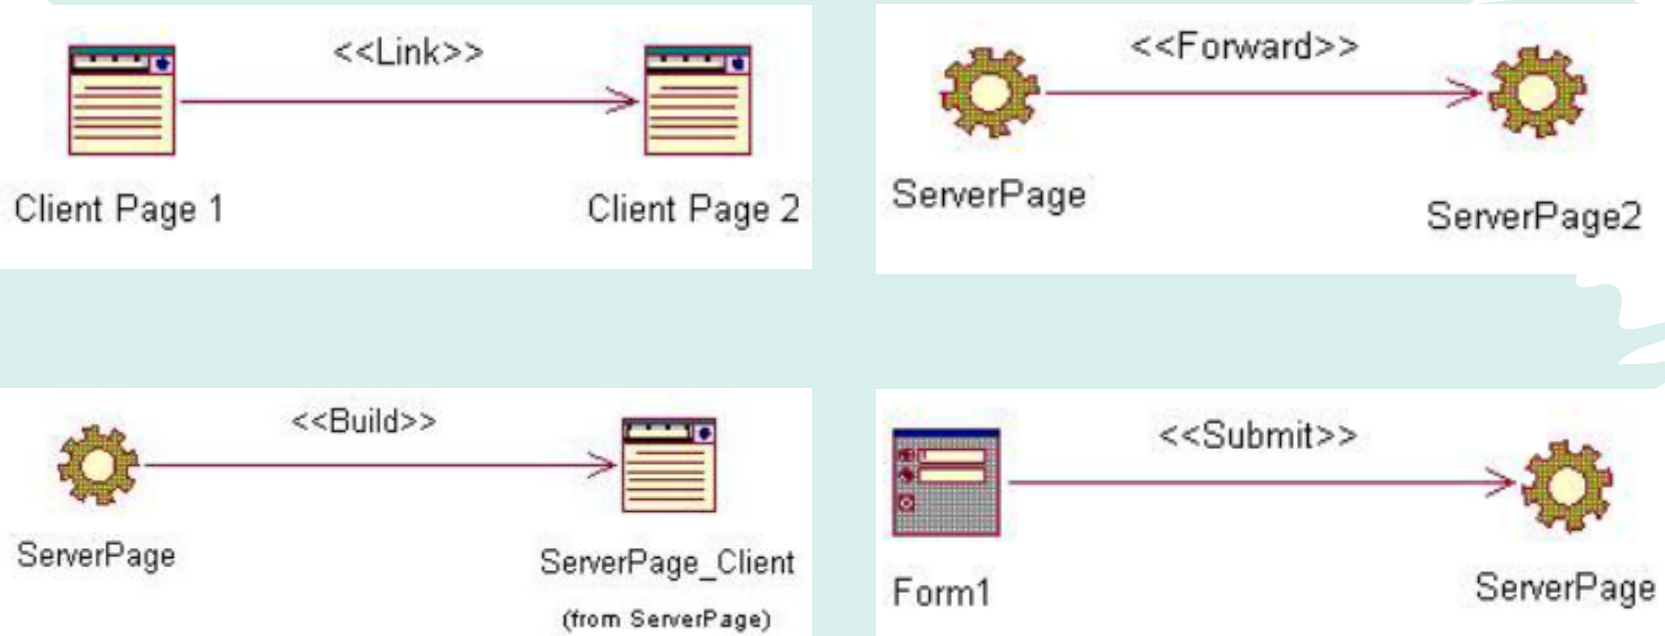 <<Link>>
Client Page 1
Client Page 2
<<Forward>>
ServerPage
ServerPage2
<<Build>>
ServerPage
ServerPage_Client
(from ServerPage)
<<Submit>>
Form1
ServerPage